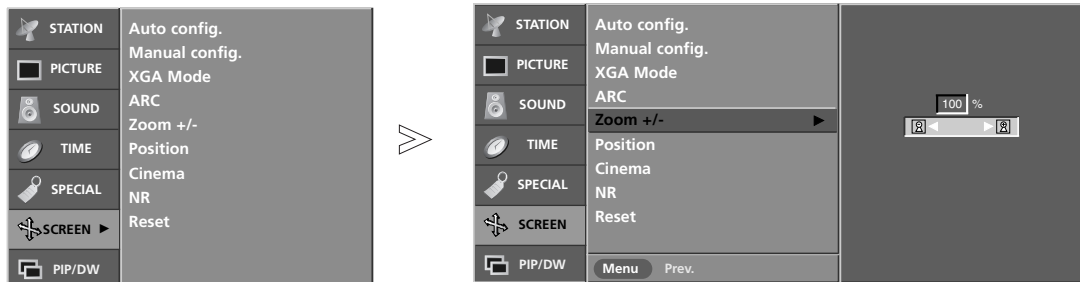 STATION
PICTURE
SOUND
TIME
SPECIAL
SCREEN
PIP/DW
Auto config.
Manual config.
XGA Mode
ARC
Zoom +/-
Position
Cinema
NR
Reset
STATION
PICTURE
SOUND
TIME
SPECIAL
SCREEN
PIP/DW
Auto config.
Manual config.
XGA Mode
ARC
Zoom +/-
Position
Cinema
NR
Reset
Menu Prev.
100 %